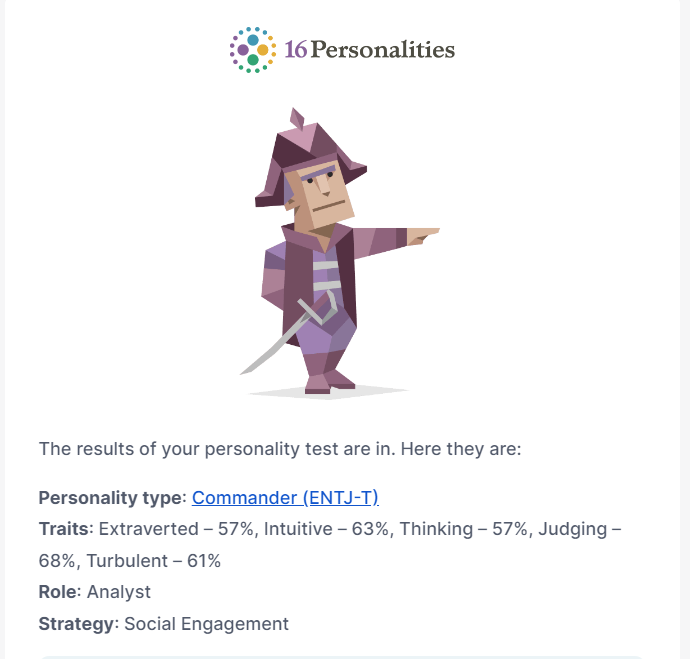 16Personalities
The results of your personality test are in. Here they are:
Personality type: Commander (ENTJ-T)
Traits: Extraverted – 57%, Intuitive – 63%, Thinking – 57%, Judging –
68%, Turbulent – 61%
Role: Analyst
Strategy: Social Engagement